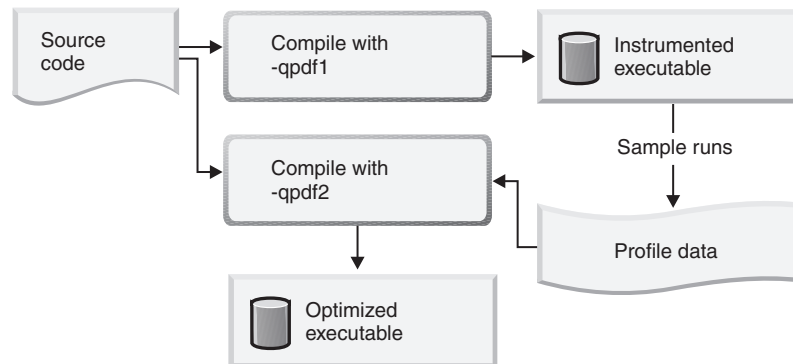 Source
code
Compile with
-qpdf1
Instrumented
executable
Sample runs
Compile with
-qpdf2
Profile data
Optimized
executable